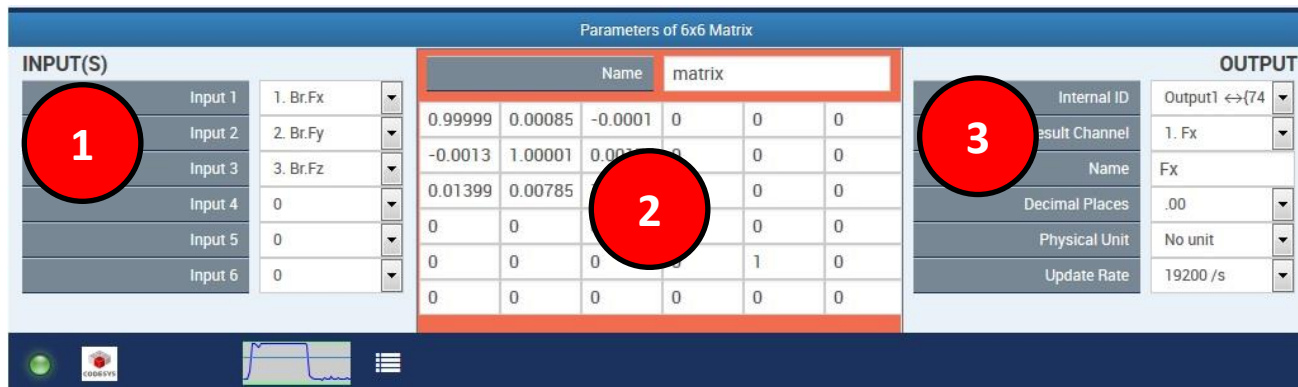 Parameters of 6x6 Matrix
INPUT(S)
Input 1 1. Br.Fx
Input 2 2. Br.Fy
Input 3 3. Br.Fz
Input 4 0
Input 5 0
Input 6 0
1
Name matrix
0.99999 0.00085 -0.0001 0 0 0
-0.0013 1.00001 0 0
0.01399 0.00785 0 0
0 0 0 0
0 0 0 1 0
0 0 0 0 0 0
2
OUTPUT
Internal ID Output1 ↔{74
Channel 1. Fx
Name Fx
Decimal Places .00
Physical Unit No unit
Update Rate 19200 /s
3
CODESYS